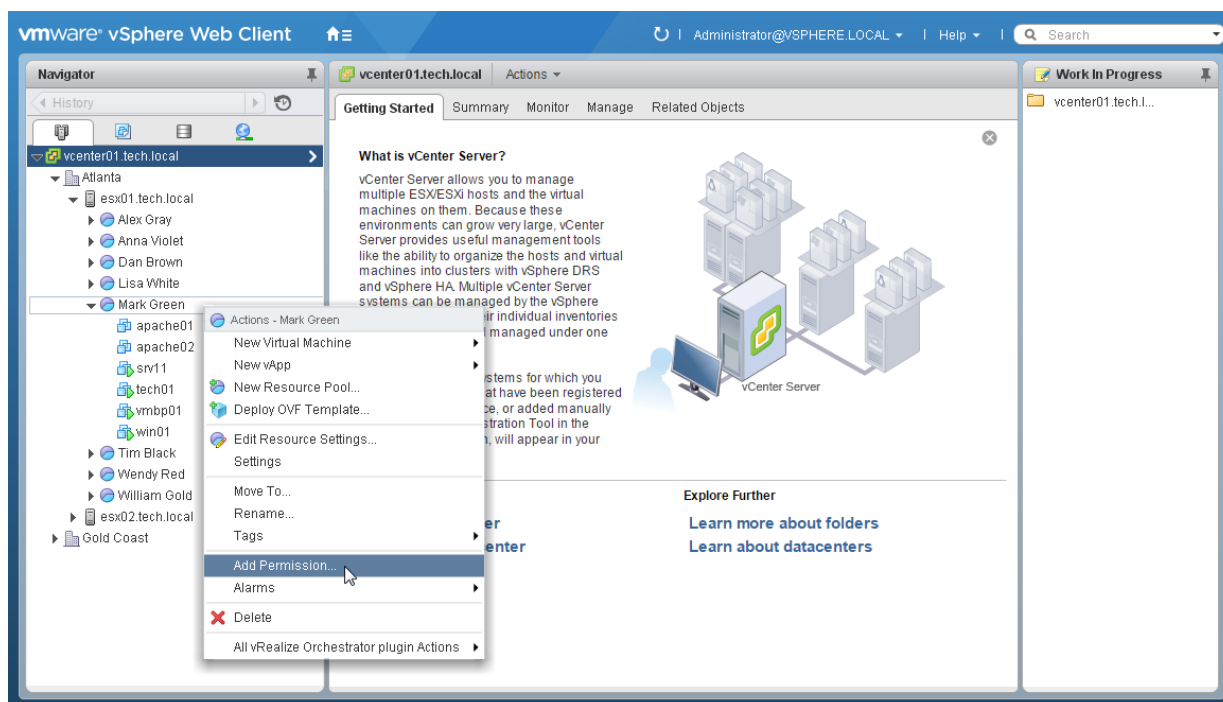 vmware® vSphere Web Client
Administrator@VSPHERE.LOCAL
Help
Search
Navigator
History
vcenter01.tech.local
Atlanta
esx01.tech.local
Alex Gray
Anna Violet
Dan Brown
Lisa White
Mark Green
apache01
apache02
srv11
tech01
vmbp01
win01
Tim Black
Wendy Red
William Gold
esx02.tech.local
Gold Coast
Actions - Mark Green
New Virtual Machine
New vApp
New Resource Pool...
Deploy OVF Template...
Edit Resource Settings...
Settings
Move To...
Rename...
Tags
Add Permission...
Alarms
Delete
All vRealize Orchestrator plugin Actions
vcenter01.tech.local Actions
Getting Started Summary Monitor Manage Related Objects
What is vCenter Server?
vCenter Server allows you to manage
multiple ESX/ESXi hosts and the virtual
machines on them. Because these
environments can grow very large, vCenter
Server provides useful management tools
like the ability to organize the hosts and virtual
machines into clusters with vSphere DRS
and vSphere HA. Multiple vCenter Server
systems can be managed by the vSphere
individual inventories
managed under one
stems for which you
at have been registered
ce, or added manually
stration Tool in the
, will appear in your
vCenter Server
er
enter
Explore Further
Learn more about folders
Learn about datacenters
Work In Progress
vcenter01.tech.l...